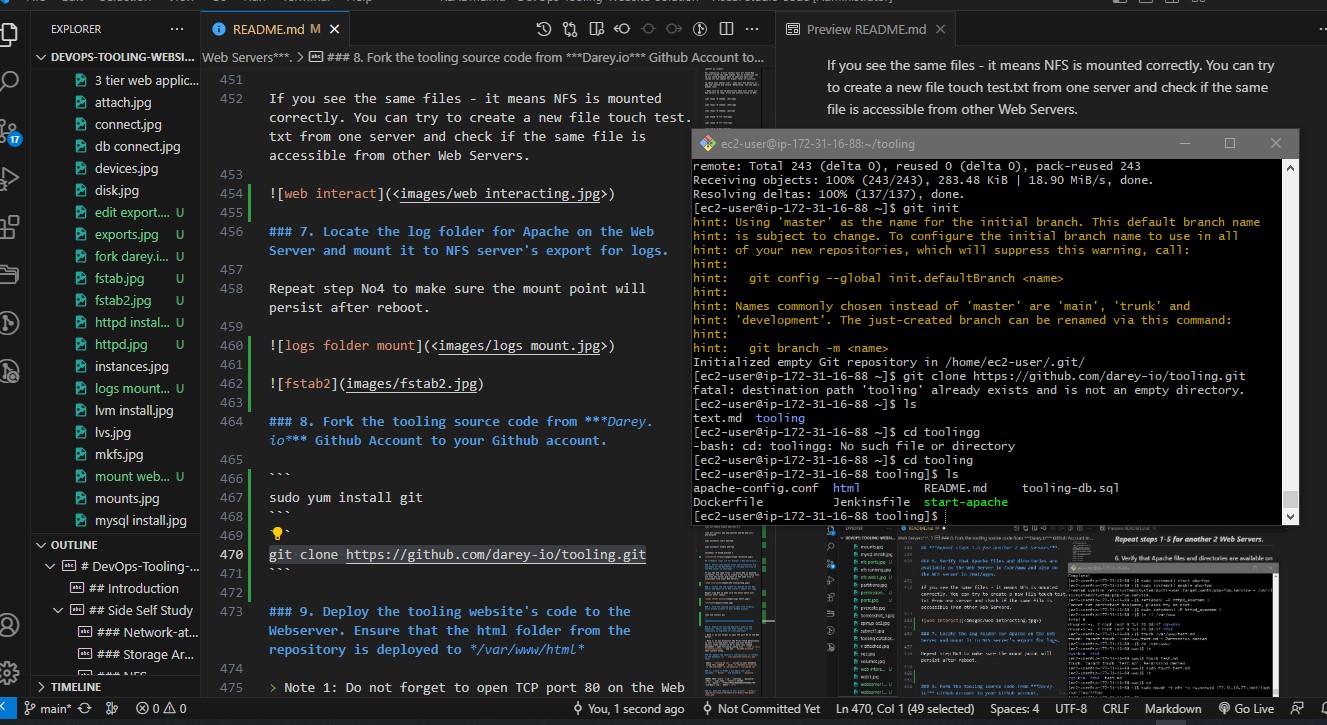 EXPLORER
README.md M
Preview README.md
DEVOPS-TOOLING-WEBSI...
Web Servers***. > ### 8. Fork the tooling source code from ***Darey.io*** Github Account to...
3 tier web applic...
attach.jpg
connect.jpg
db connect.jpg
devices.jpg
disk.jpg
edit export.... U
exports.jpg U
fork darey.i... U
fstab.jpg U
fstab2.jpg U
httpd instal... U
httpd.jpg U
instances.jpg
logs mount... U
lvm install.jpg
lvs.jpg
mkfs.jpg
mount web... U
mounts.jpg
mysql install.jpg
OUTLINE
# DevOps-Tooling-...
## Introduction
## Side Self Study
### Network-at...
### Storage Ar...
TIMELINE
451
452 If you see the same files - it means NFS is mounted
correctly. You can try to create a new file touch test.
txt from one server and check if the same file is
accessible from other Web Servers.
453
454 ![web interact](<images/web interacting.jpg>)
455
456 ### 7. Locate the log folder for Apache on the Web
Server and mount it to NFS server's export for logs.
457
458 Repeat step No4 to make sure the mount point will
persist after reboot.
459
460 ![logs folder mount](<images/logs mount.jpg>)
461
462 ![fstab2](images/fstab2.jpg)
463
464 ### 8. Fork the tooling source code from ***Darey.
io*** Github Account to your Github account.
465
466 ```
467 sudo yum install git
468 ```
469
470 git clone https://github.com/darey-io/tooling.git
471 ```
472
473 ### 9. Deploy the tooling website's code to the
Webserver. Ensure that the html folder from the
repository is deployed to */var/www/html*
474
475 > Note 1: Do not forget to open TCP port 80 on the Web
If you see the same files - it means NFS is mounted correctly. You can try
to create a new file touch test.txt from one server and check if the same
file is accessible from other Web Servers.
ec2-user@ip-172-31-16-88:~/tooling
remote: Total 243 (delta 0), reused 0 (delta 0), pack-reused 243
Receiving objects: 100% (243/243), 283.48 KiB | 18.90 MiB/s, done.
Resolving deltas: 100% (137/137), done.
[ec2-user@ip-172-31-16-88 ~]$ git init
hint: Using 'master' as the name for the initial branch. This default branch name
hint: is subject to change. To configure the initial branch name to use in all
hint: of your new repositories, which will suppress this warning, call:
hint:
hint: git config --global init.defaultBranch <name>
hint:
hint: Names commonly chosen instead of 'master' are 'main', 'trunk' and
hint: 'development'. The just-created branch can be renamed via this command:
hint:
hint: git branch -m <name>
Initialized empty Git repository in /home/ec2-user/.git/
[ec2-user@ip-172-31-16-88 ~]$ git clone https://github.com/darey-io/tooling.git
fatal: destination path 'tooling' already exists and is not an empty directory.
[ec2-user@ip-172-31-16-88 ~]$ ls
text.md tooling
[ec2-user@ip-172-31-16-88 ~]$ cd toolingg
-bash: cd: toolingg: No such file or directory
[ec2-user@ip-172-31-16-88 ~]$ cd tooling
[ec2-user@ip-172-31-16-88 tooling]$ ls
apache-config.conf html README.md tooling-db.sql
Dockerfile Jenkinsfile start-apache
[ec2-user@ip-172-31-16-88 tooling]$
Repeat steps 1-5 for another 2 Web Servers.
6. Verify that Apache files and directories are available on
17
main* 0 0 You, 1 second ago Not Committed Yet Ln 470, Col 1 (49 selected) Spaces: 4 UTF-8 CRLF Markdown Go Live